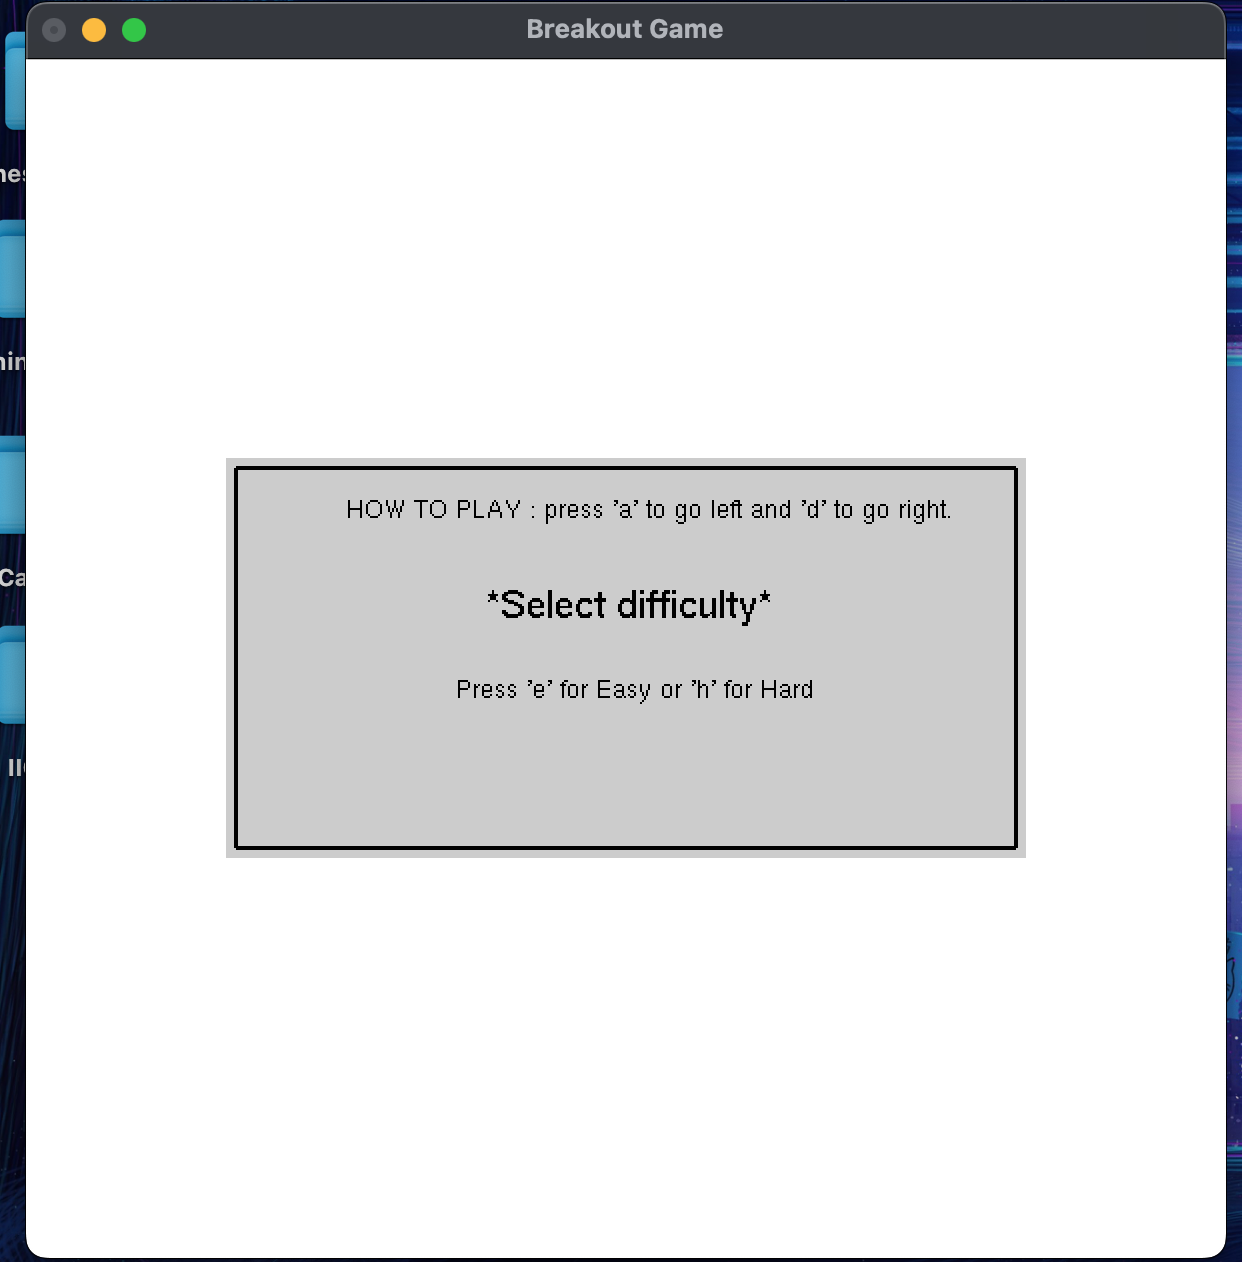 Breakout Game
HOW TO PLAY : press 'a' to go left and 'd' to go right.
*Select difficulty*
Press 'e' for Easy or 'h' for Hard
Ca